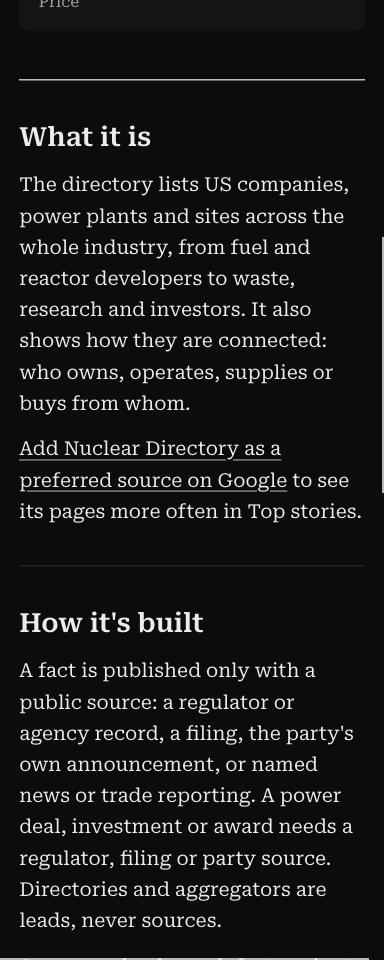 Price
What it is
The directory lists US companies,
power plants and sites across the
whole industry, from fuel and
reactor developers to waste,
research and investors. It also
shows how they are connected:
who owns, operates, supplies or
buys from whom.
Add Nuclear Directory as a
preferred source on Google to see
its pages more often in Top stories.
How it's built
A fact is published only with a
public source: a regulator or
agency record, a filing, the party's
own announcement, or named
news or trade reporting. A power
deal, investment or award needs a
regulator, filing or party source.
Directories and aggregators are
leads, never sources.